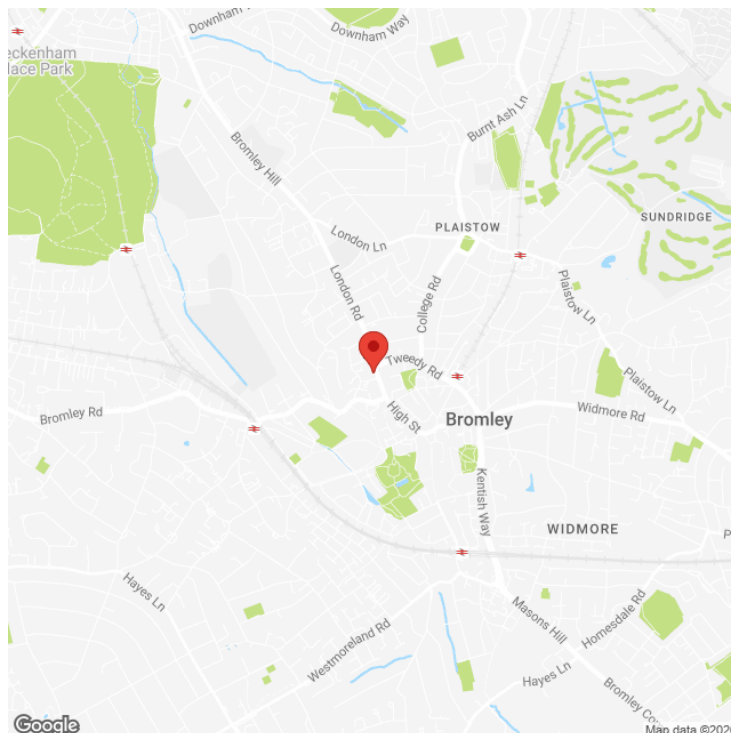 Downham
Downham Way
eckenham
lace Park
Burnt Ash Ln
Bromley Hill
PLAISTOW
SUNDRIDGE
London Ln
London Rd
College Rd
Plaistow Ln
Tweedy Rd
Plaistow Ln
High St
Bromley
Widmore Rd
Bromley Rd
Kentish Way
WIDMORE
Hayes Ln
Masons Hill
Homesdale Rd
Westmoreland Rd
Hayes Ln
Bromley Co
Google
Map data ©202